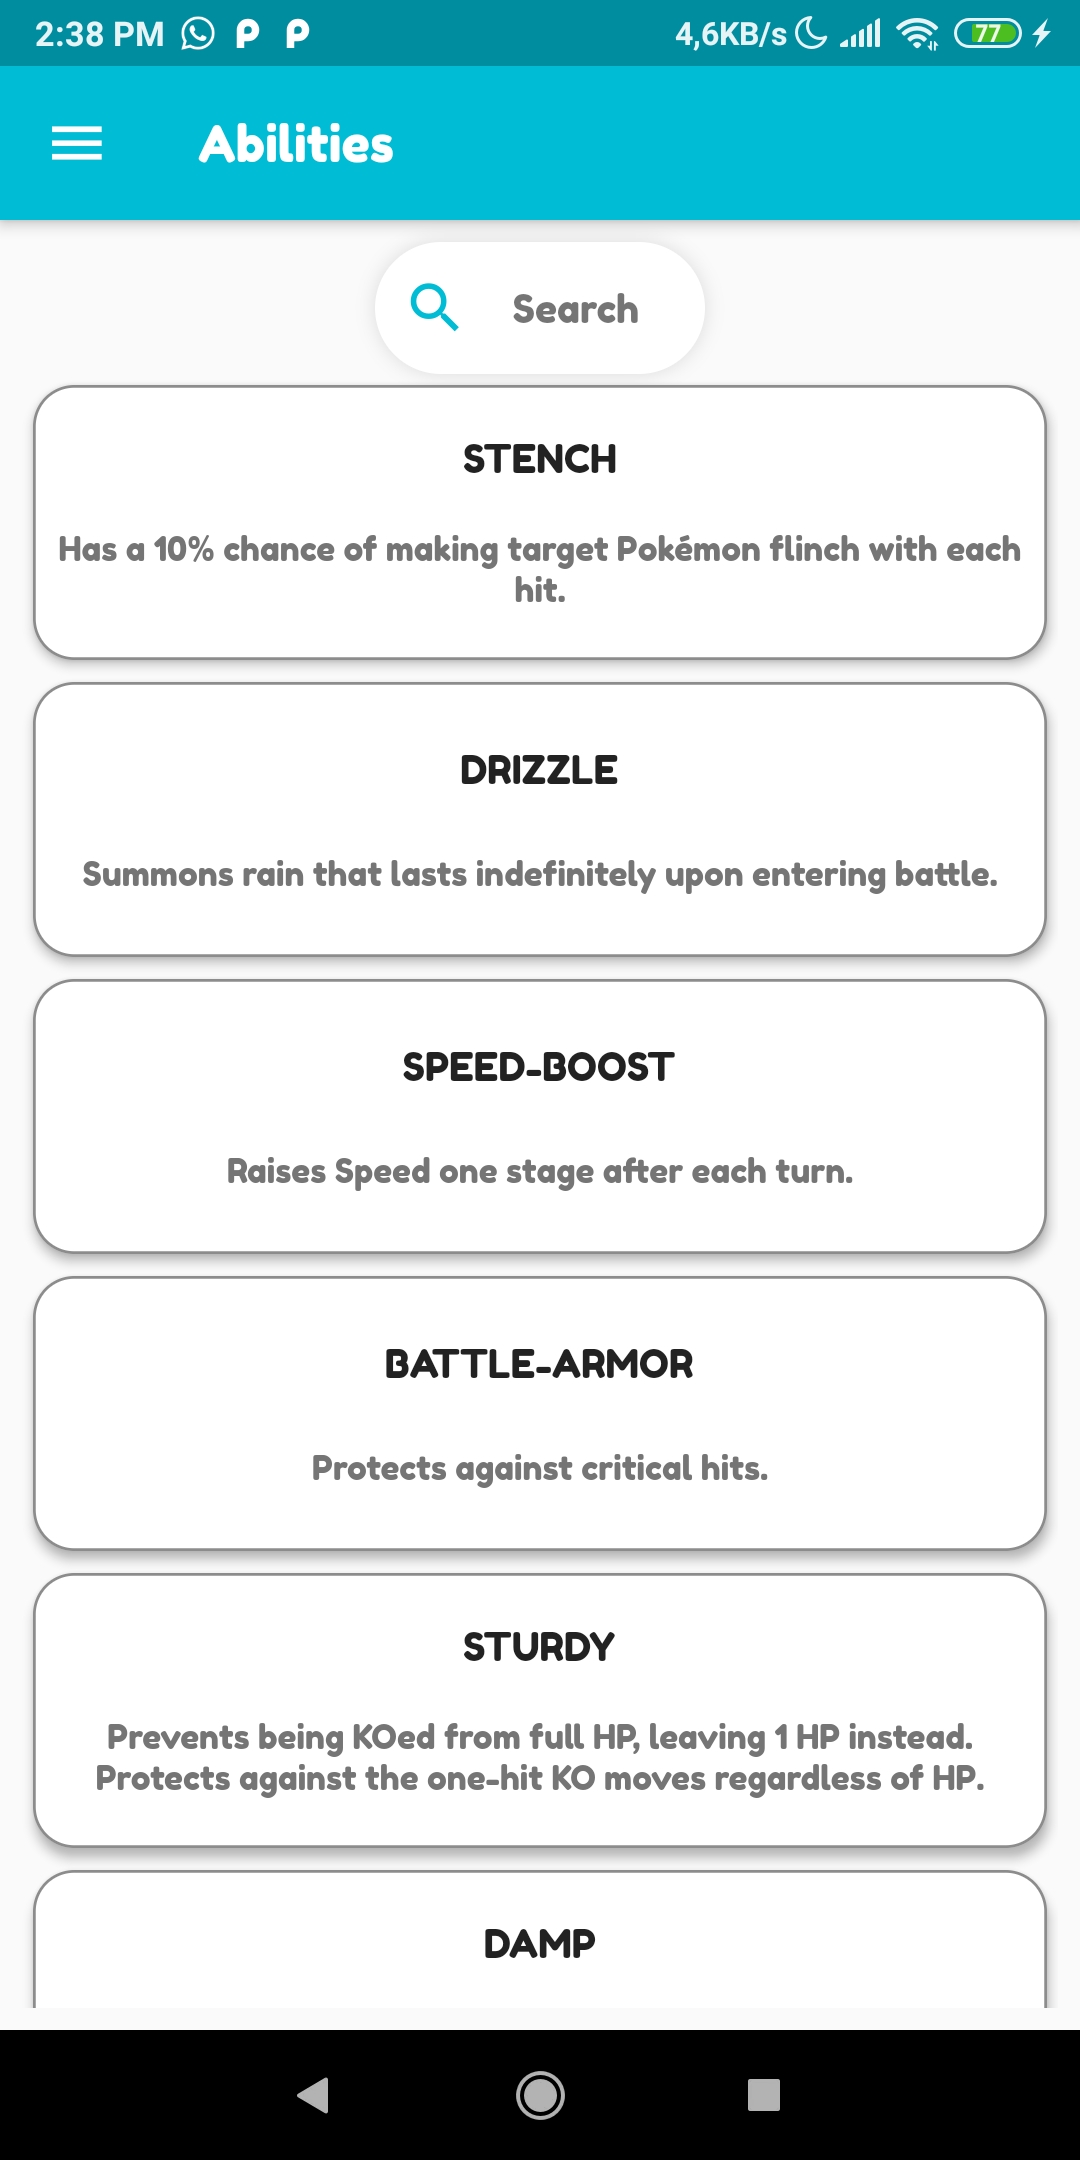 2:38 PM
4,6KB/s
77
Abilities
Search
STENCH
Has a 10% chance of making target Pokémon flinch with each
hit.
DRIZZLE
Summons rain that lasts indefinitely upon entering battle.
SPEED-BOOST
Raises Speed one stage after each turn.
BATTLE-ARMOR
Protects against critical hits.
STURDY
Prevents being KOed from full HP, leaving 1 HP instead.
Protects against the one-hit KO moves regardless of HP.
DAMP